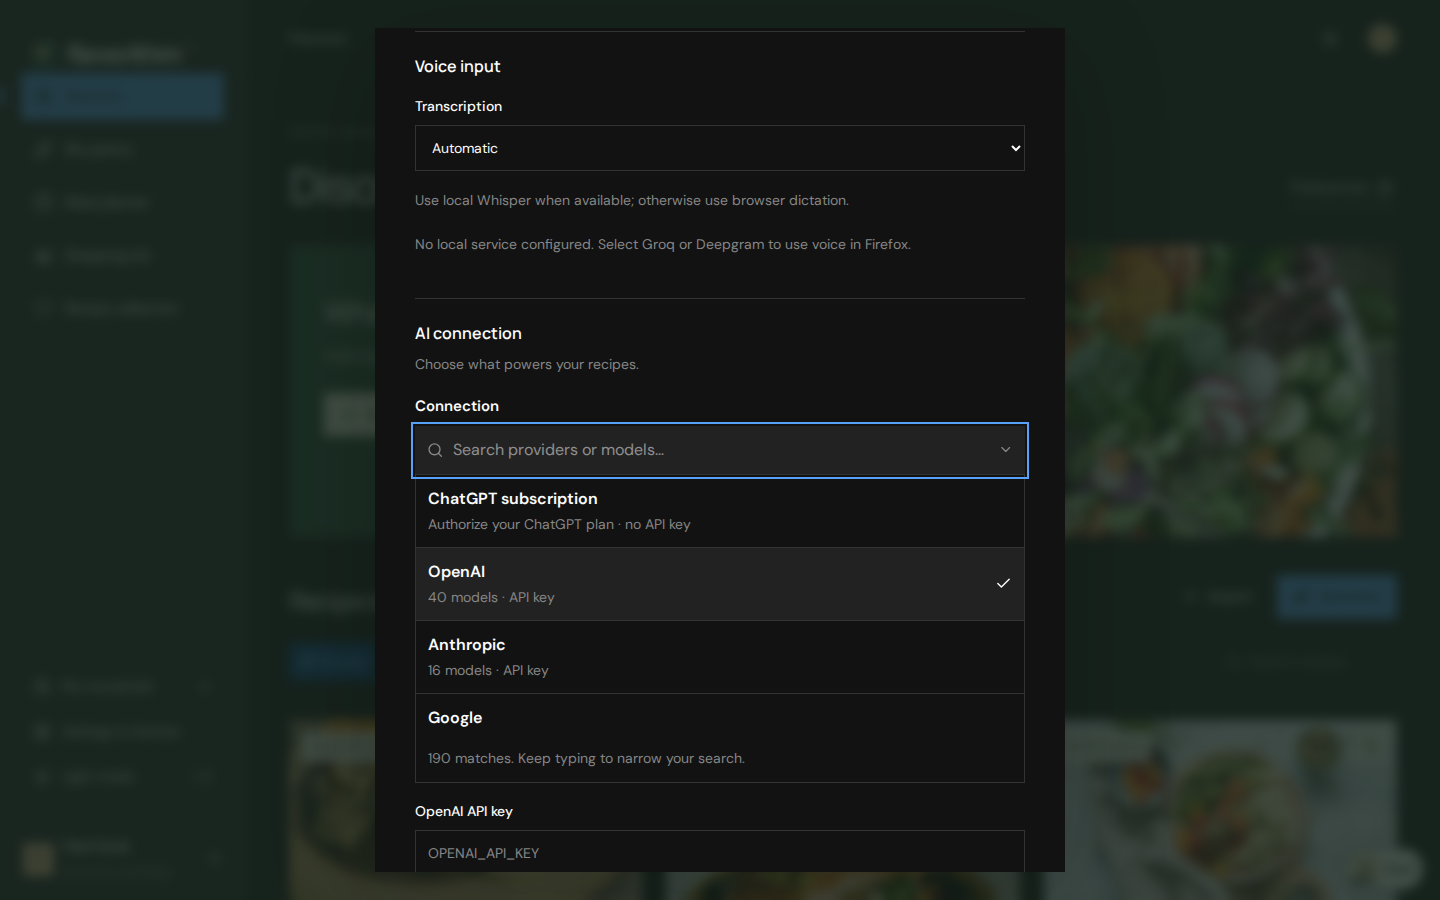 Voice input
Transcription
Automatic
Use local Whisper when available; otherwise use browser dictation.
No local service configured. Select Groq or Deepgram to use voice in Firefox.
AI connection
Choose what powers your recipes.
Connection
Search providers or models...
ChatGPT subscription
Authorize your ChatGPT plan · no API key
OpenAI
40 models · API key
Anthropic
16 models · API key
Google
190 matches. Keep typing to narrow your search.
OpenAI API key
OPENAI_API_KEY